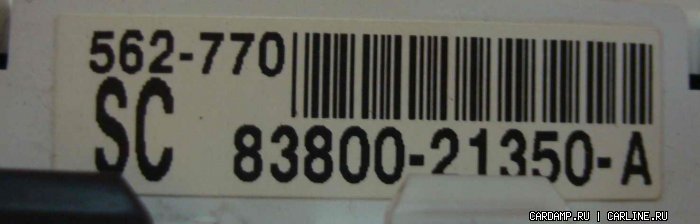 562-770
SC 83800-21350-A
CARDAMP.RU | CARLINE.RU